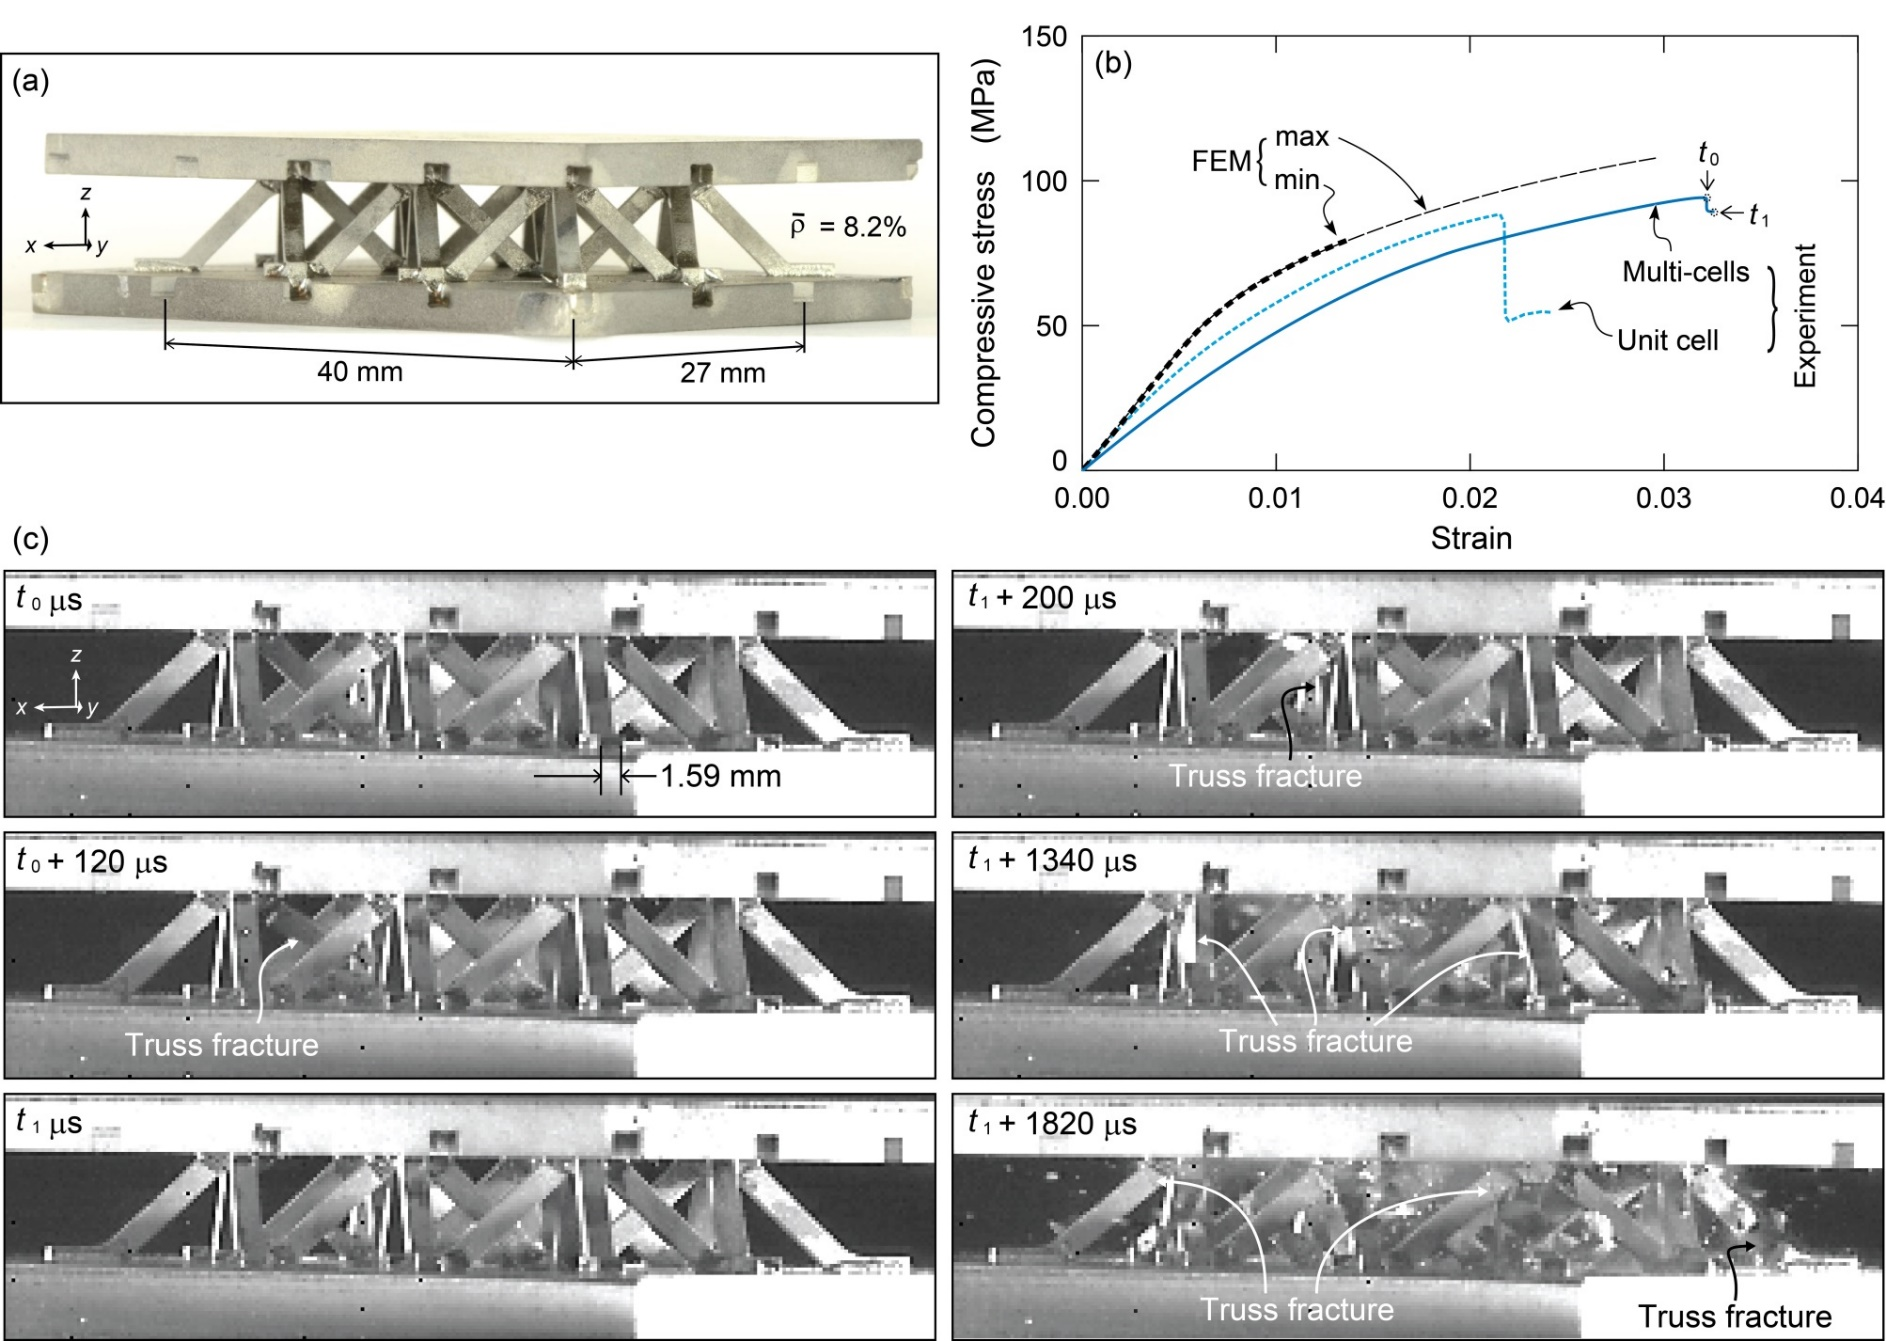 (a)
z
x
y
ρ̄ = 8.2%
40 mm
27 mm
(b)
Compressive stress (MPa)
150
100
50
0
0.00
0.01
0.02
0.03
0.04
Strain
FEM { max
min
t0
t1
Multi-cells
Unit cell
Experiment
(c)
t0 μs
z
x
y
1.59 mm
t0 + 120 μs
Truss fracture
t1 μs
t1 + 200 μs
Truss fracture
t1 + 1340 μs
Truss fracture
t1 + 1820 μs
Truss fracture
Truss fracture